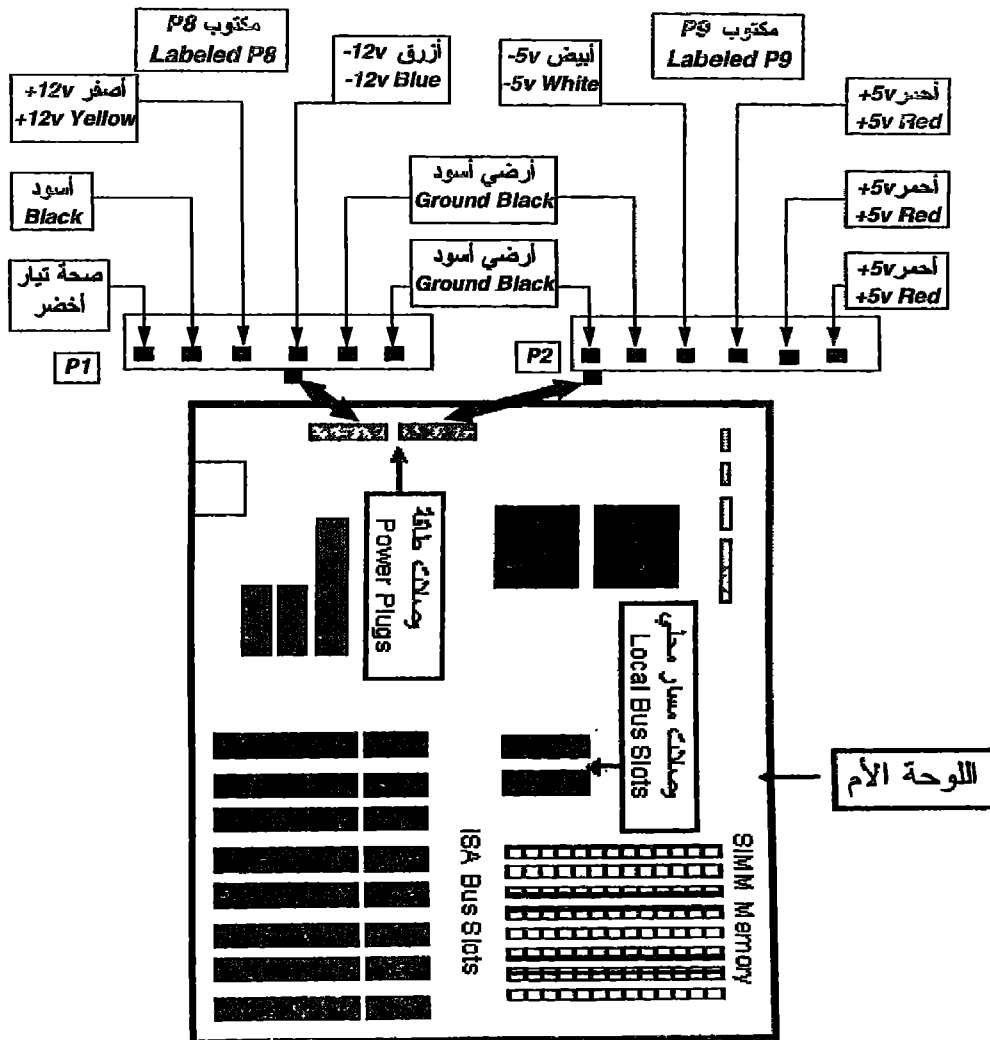 مكتوب P8
Labeled P8
أزرق -12v
-12v Blue
أبيض -5v
-5v White
مكتوب P9
Labeled P9
أصفر +12v
+12v Yellow
أحمر +5v
+5v Red
أسود
Black
أرضي أسود
Ground Black
أحمر +5v
+5v Red
صحة تيار
أخضر
أرضي أسود
Ground Black
أحمر +5v
+5v Red
P1
P2
وصلات طاقة
Power Plugs
وصلات مسار محلي
Local Bus Slots
اللوحة الأم
ISA Bus Slots
SIMM Memory